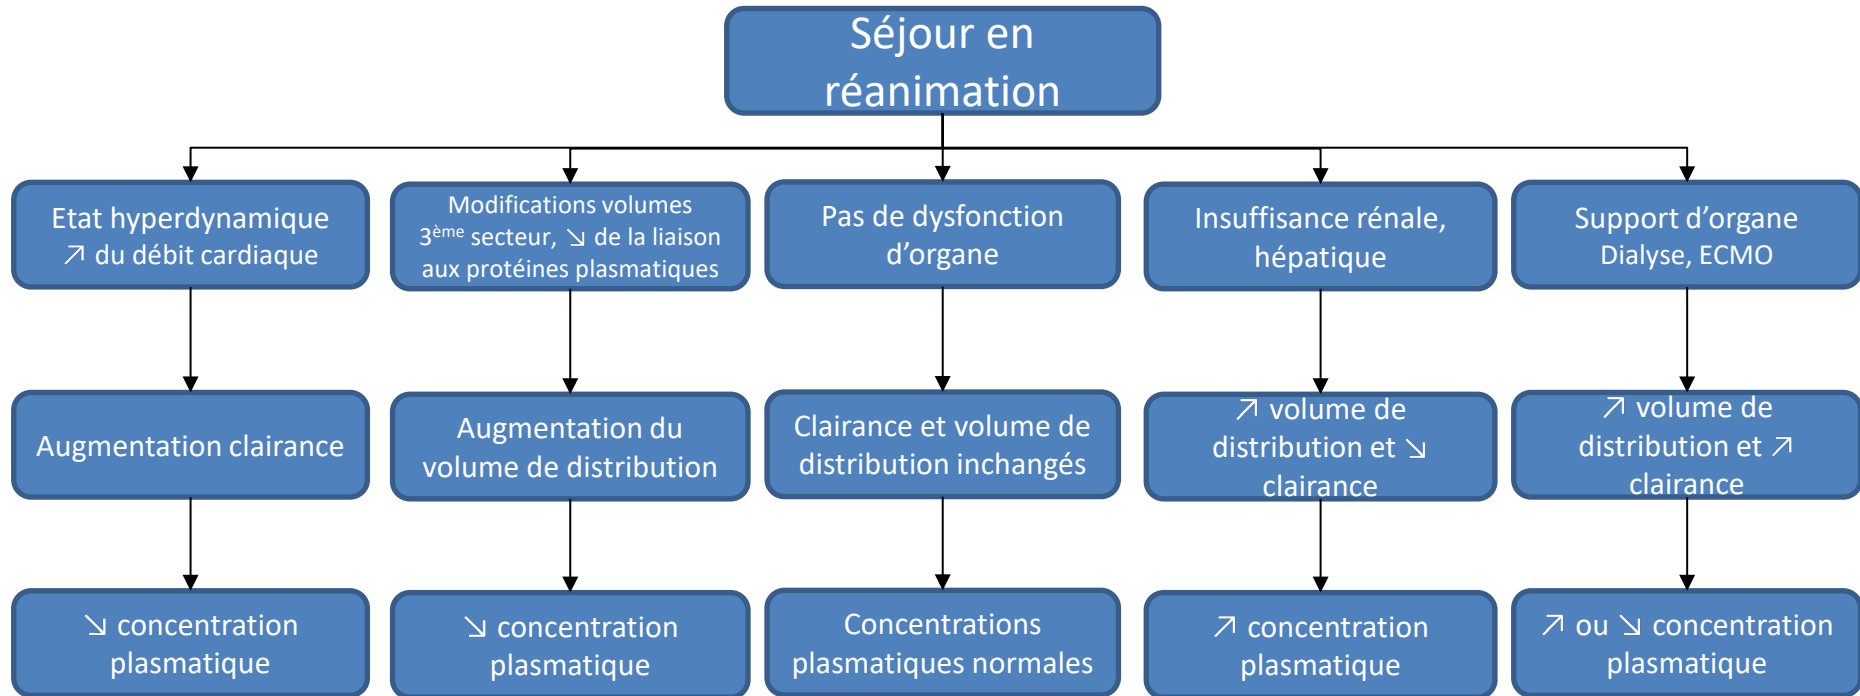 Séjour en
réanimation
Etat hyperdynamique
↗ du débit cardiaque
Modifications volumes
3ème secteur, ↘ de la liaison
aux protéines plasmatiques
Pas de dysfonction
d'organe
Insuffisance rénale,
hépatique
Support d'organe
Dialyse, ECMO
Augmentation clairance
Augmentation du
volume de distribution
Clairance et volume de
distribution inchangés
↗ volume de
distribution et ↘
clairance
↗ volume de
distribution et ↗
clairance
↘ concentration
plasmatique
↘ concentration
plasmatique
Concentrations
plasmatiques normales
↗ concentration
plasmatique
↗ ou ↘ concentration
plasmatique